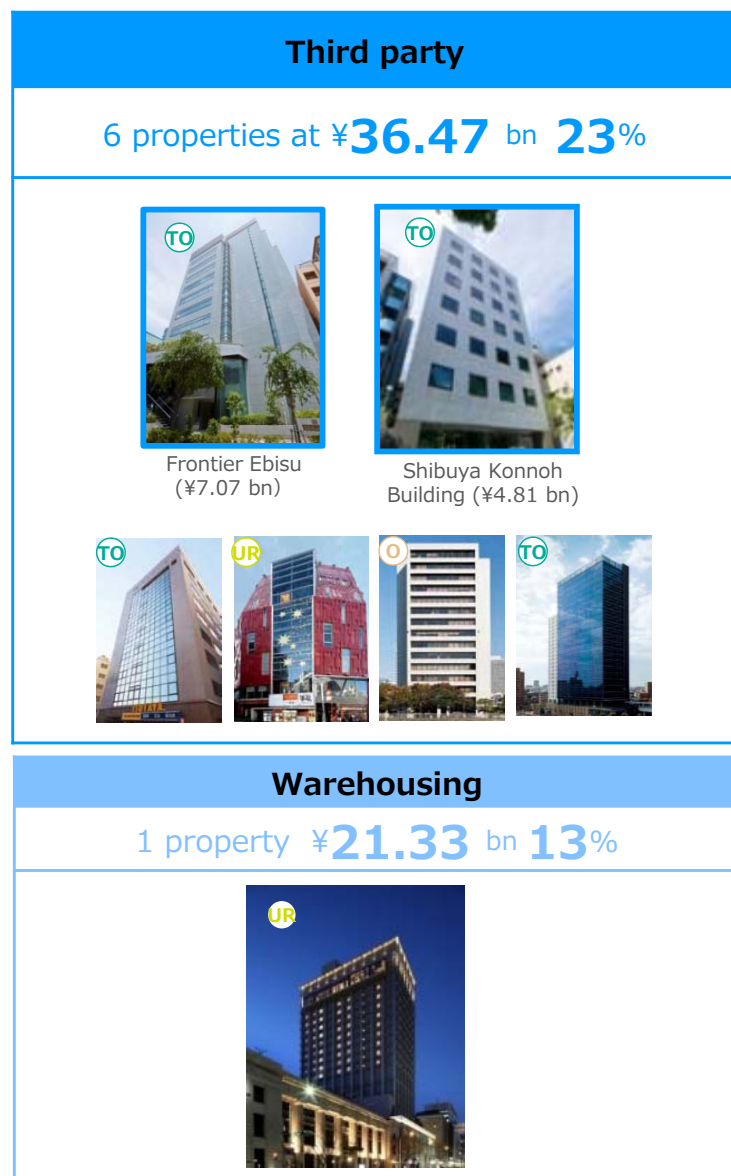 Third party
6 properties at ¥36.47 bn 23%
TO
TO
Frontier Ebisu
(¥7.07 bn)
Shibuya Konnoh
Building (¥4.81 bn)
TO
UR
O
TO
Warehousing
1 property ¥21.33 bn 13%
UR